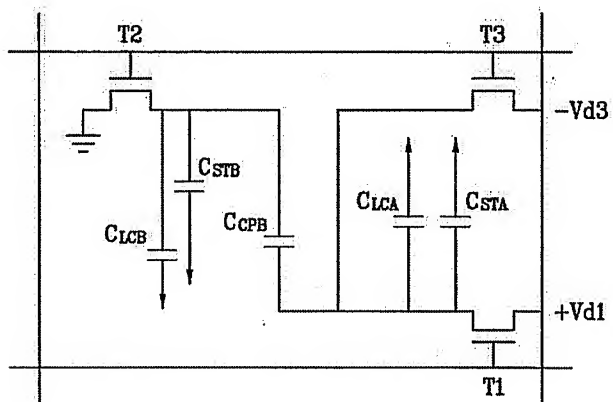 T2
T3
-Vd3
CSTB
CLCB
CCPB
CLCA
CSTA
+Vd1
T1